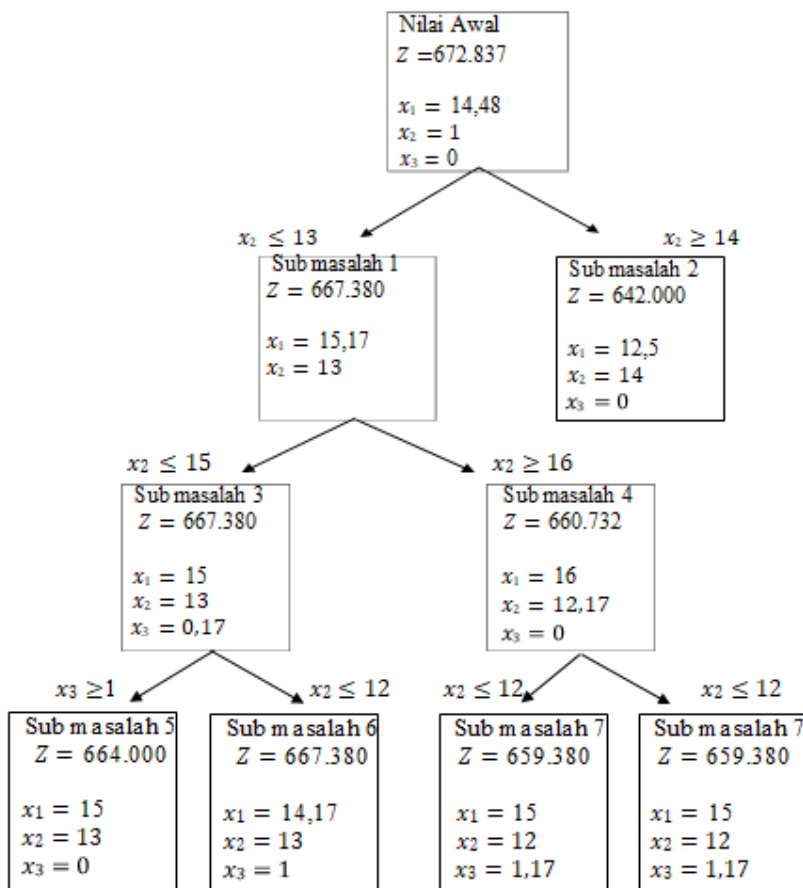 Nilai Awal
Z =672.837
x₁ = 14,48
x₂ = 1
x₃ = 0
x₂ ≤ 13
x₂ ≥ 14
Sub masalah 1
Z = 667.380
x₁ = 15,17
x₂ = 13
Sub masalah 2
Z = 642.000
x₁ = 12,5
x₂ = 14
x₃ = 0
x₂ ≤ 15
x₂ ≥ 16
Sub masalah 3
Z = 667.380
x₁ = 15
x₂ = 13
x₃ = 0,17
Sub masalah 4
Z = 660.732
x₁ = 16
x₂ = 12,17
x₃ = 0
x₃ ≥1
x₂ ≤ 12
x₂ ≤ 12
x₂ ≤ 12
Sub masalah 5
Z = 664.000
x₁ = 15
x₂ = 13
x₃ = 0
Sub masalah 6
Z = 667.380
x₁ = 14,17
x₂ = 13
x₃ = 1
Sub masalah 7
Z = 659.380
x₁ = 15
x₂ = 12
x₃ = 1,17
Sub masalah 7
Z = 659.380
x₁ = 15
x₂ = 12
x₃ = 1,17